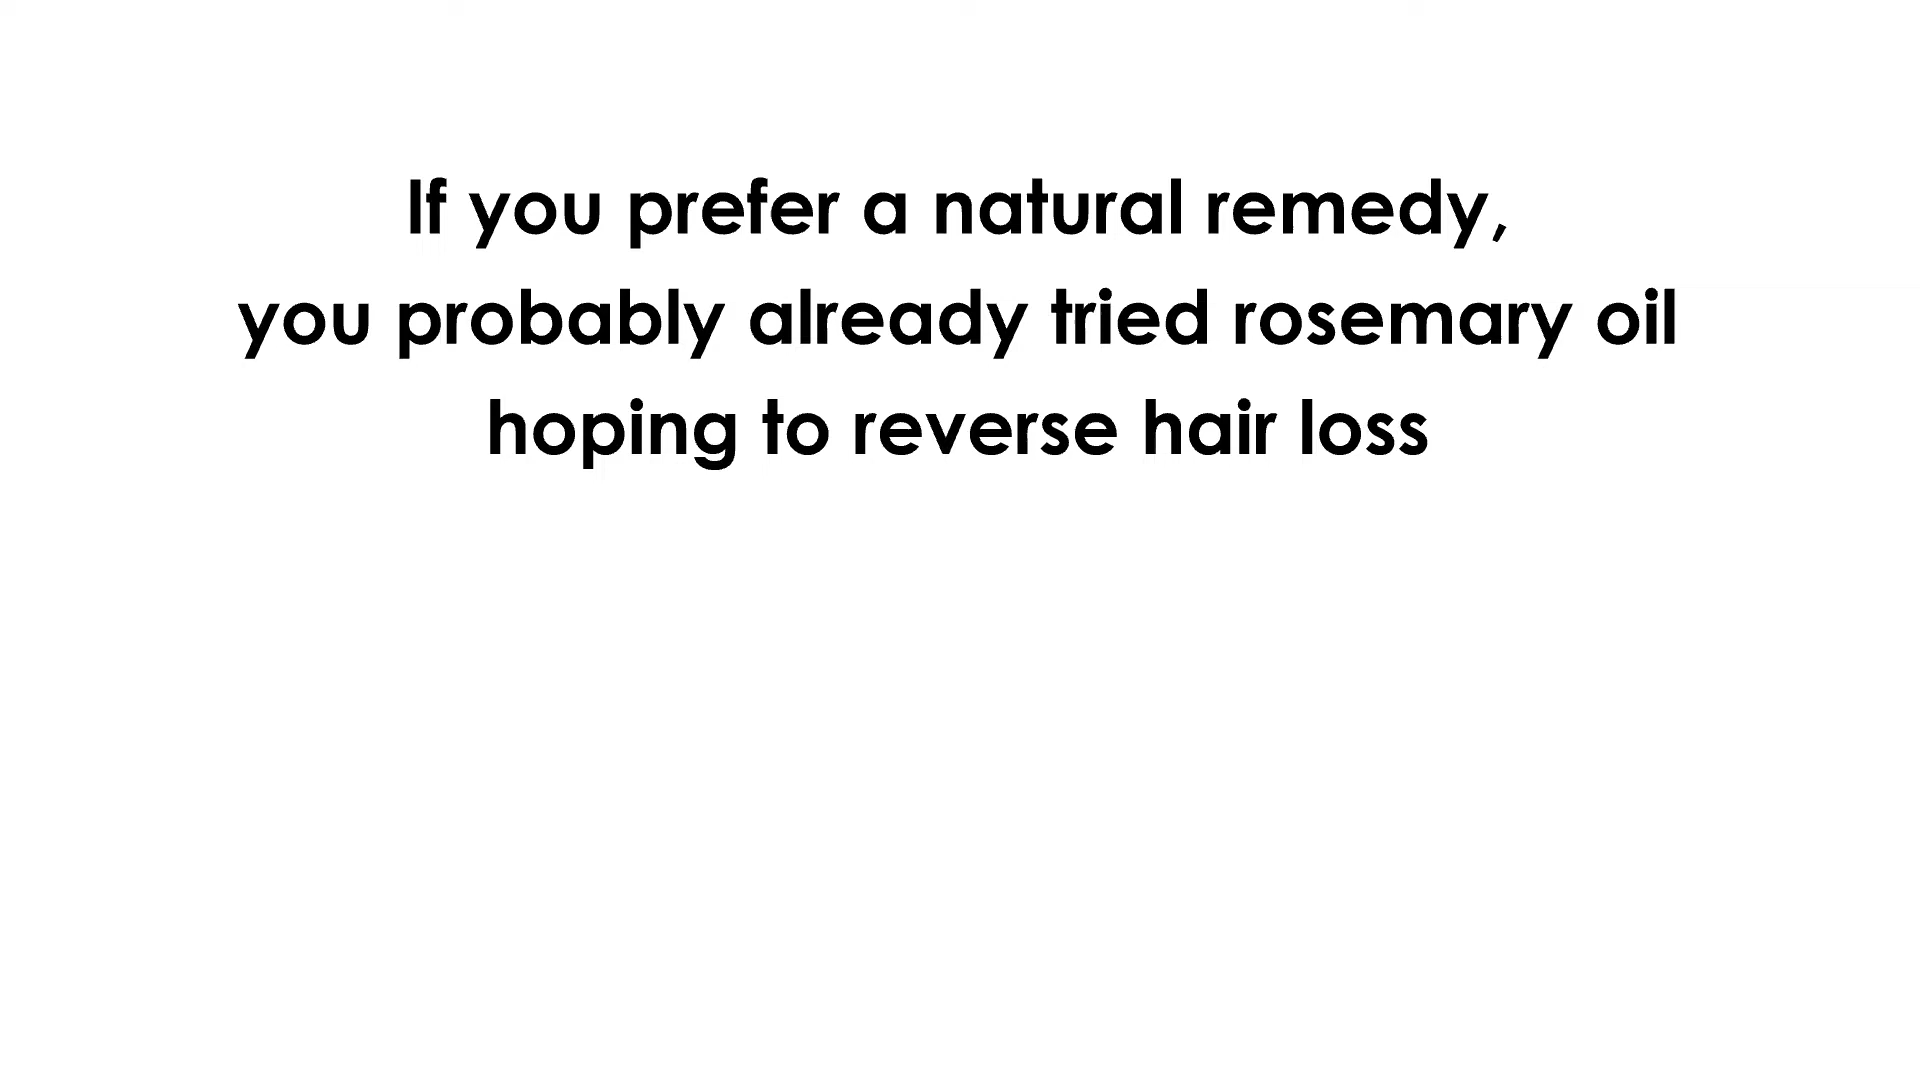 If you prefer a natural remedy,
you probably already tried rosemary oil
hoping to reverse hair loss